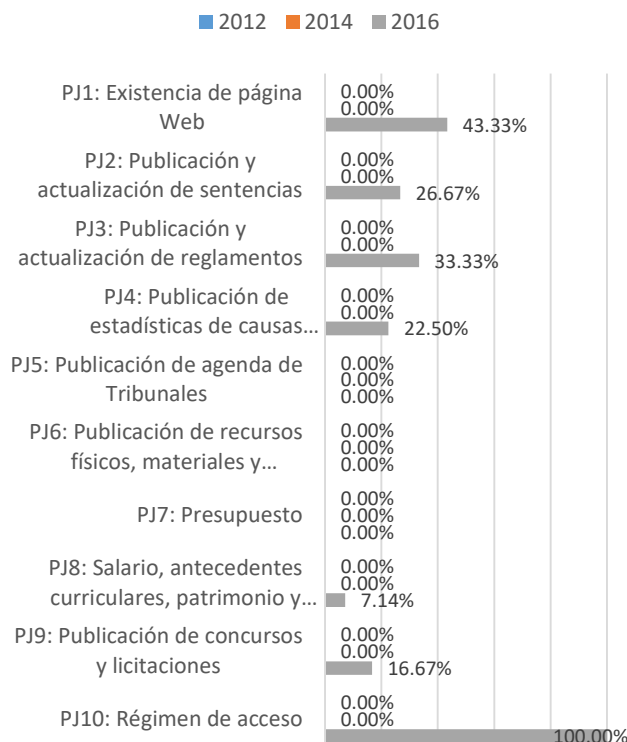 2012 2014 2016
PJ1: Existencia de página
Web
0.00%
0.00%
43.33%
PJ2: Publicación y
actualización de sentencias
0.00%
0.00%
26.67%
PJ3: Publicación y
actualización de reglamentos
0.00%
0.00%
33.33%
PJ4: Publicación de
estadísticas de causas...
0.00%
0.00%
22.50%
PJ5: Publicación de agenda de
Tribunales
0.00%
0.00%
0.00%
PJ6: Publicación de recursos
físicos, materiales y...
0.00%
0.00%
0.00%
PJ7: Presupuesto
0.00%
0.00%
0.00%
PJ8: Salario, antecedentes
curriculares, patrimonio y...
0.00%
0.00%
7.14%
PJ9: Publicación de concursos
y licitaciones
0.00%
0.00%
16.67%
PJ10: Régimen de acceso
0.00%
0.00%
100.00%